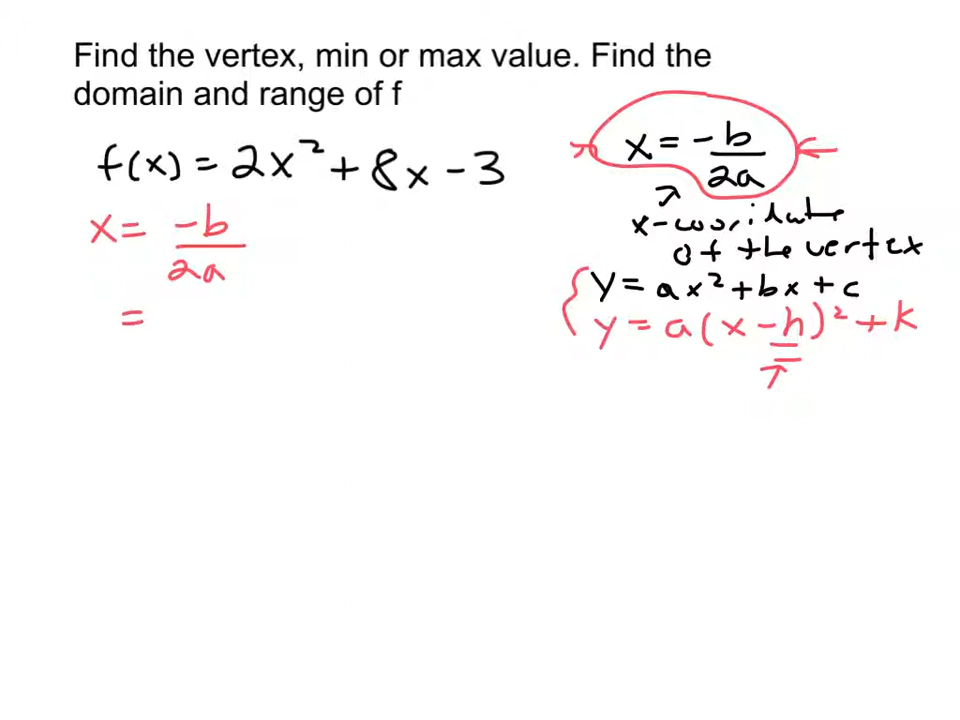 Find the vertex, min or max value. Find the
domain and range of f
f(x) = 2x² + 8x - 3
x = -b/2a
x = -b/2a
=
x-coordinate
of the vertex
y = ax² + bx + c
y = a(x - h)² + k